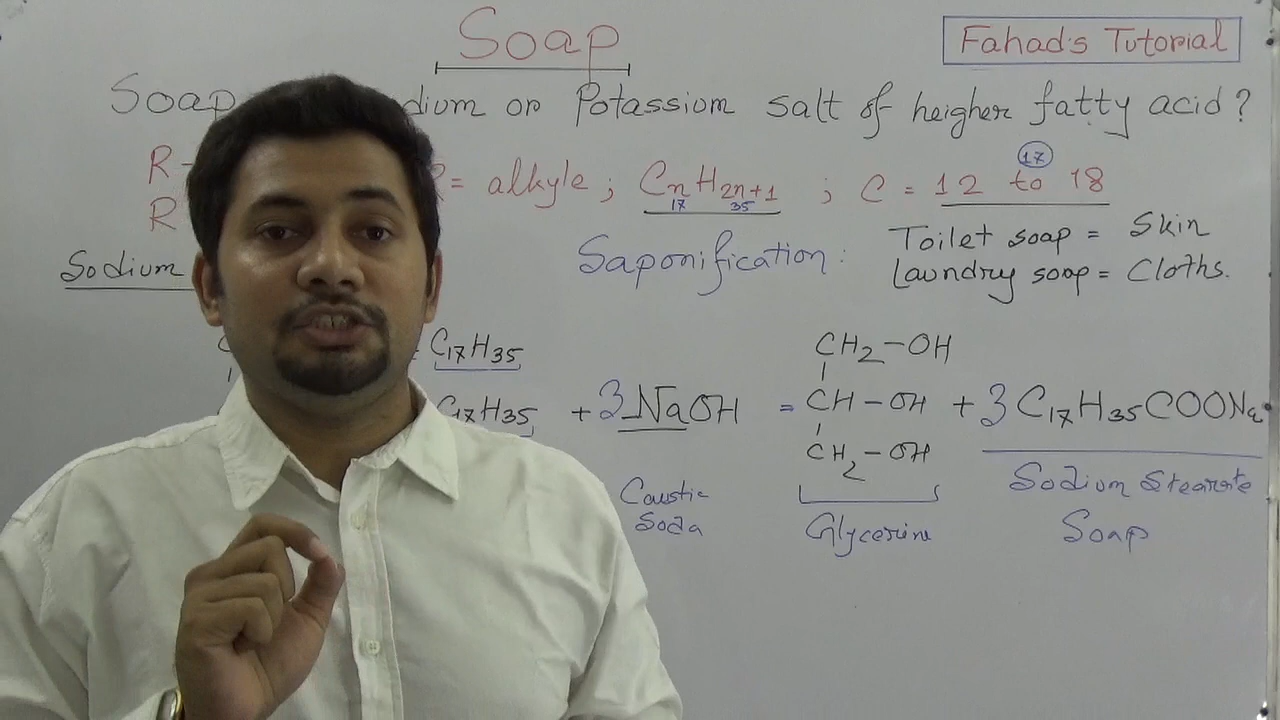 Soap
Fahad's Tutorial
Soap dium or Potassium salt of heigher fatty acid?
R- R= alkyle; CnH2n+1 ; C = 12 to 18
17 35 17
R
Saponification:
Toilet soap = Skin
Laundry soap = Cloths.
Sodium
C17H35
CH2-OH
C17H35 + 3NaOH = CH-OH + 3C17H35COONa
CH2-OH
Caustic
Soda
Glycerine
Sodium Stearate
Soap